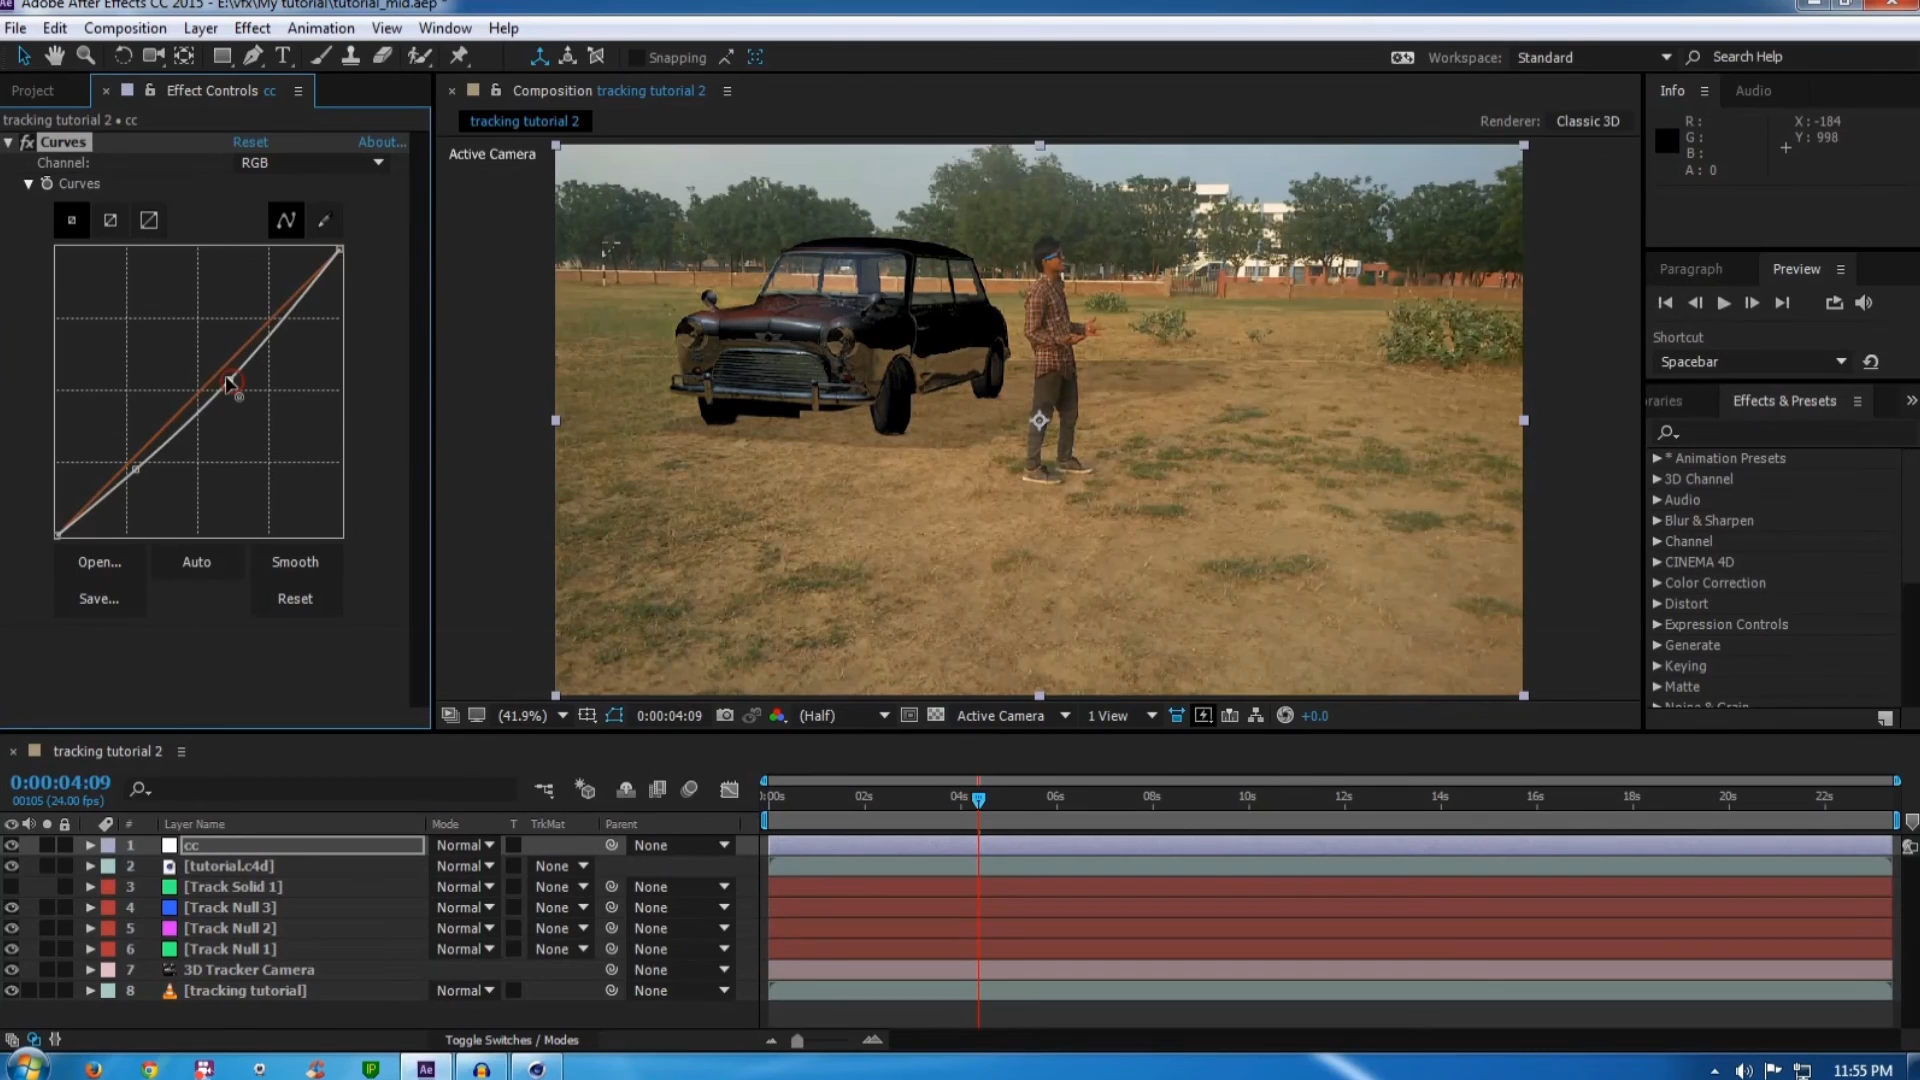 Adobe After Effects CC 2015 - E:\vfx\My tutorial\tutorial_mid.aep *
File Edit Composition Layer Effect Animation View Window Help
Snapping
Workspace: Standard
Search Help
Project
Effect Controls cc
tracking tutorial 2 • cc
fx Curves Reset About...
Channel: RGB
Curves
Open... Auto Smooth
Save... Reset
Composition tracking tutorial 2
tracking tutorial 2
Renderer: Classic 3D
Active Camera
(41.9%) 0:00:04:09 (Half) Active Camera 1 View +0.0
Info Audio
R: X: -184
G: Y: 998
B:
A: 0
Paragraph Preview
Shortcut
Spacebar
raries Effects & Presets
* Animation Presets
3D Channel
Audio
Blur & Sharpen
Channel
CINEMA 4D
Color Correction
Distort
Expression Controls
Generate
Keying
Matte
Noise & Grain
tracking tutorial 2
0:00:04:09
00105 (24.00 fps)
:00s 02s 04s 06s 08s 10s 12s 14s 16s 18s 20s 22s
# Layer Name Mode T TrkMat Parent
1 cc Normal None
2 [tutorial.c4d] Normal None
3 [Track Solid 1] Normal None None
4 [Track Null 3] Normal None None
5 [Track Null 2] Normal None None
6 [Track Null 1] Normal None None
7 3D Tracker Camera None
8 [tracking tutorial] Normal None
Toggle Switches / Modes
IP Ae 11:55 PM